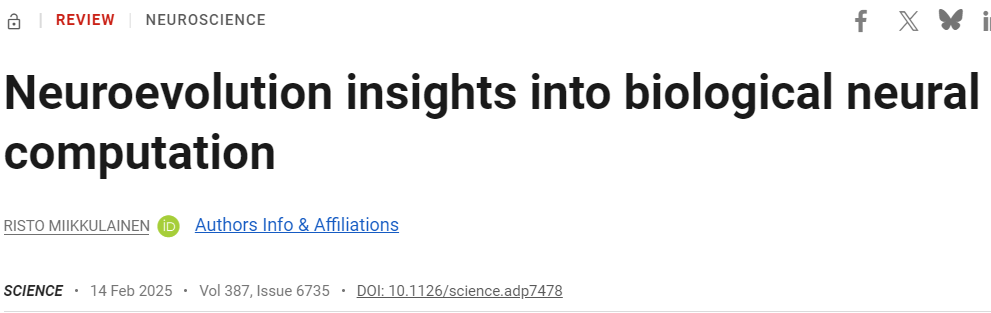 REVIEW | NEUROSCIENCE
Neuroevolution insights into biological neural
computation
RISTO MIIKKULAINEN iD Authors Info & Affiliations
SCIENCE • 14 Feb 2025 • Vol 387, Issue 6735 • DOI: 10.1126/science.adp7478